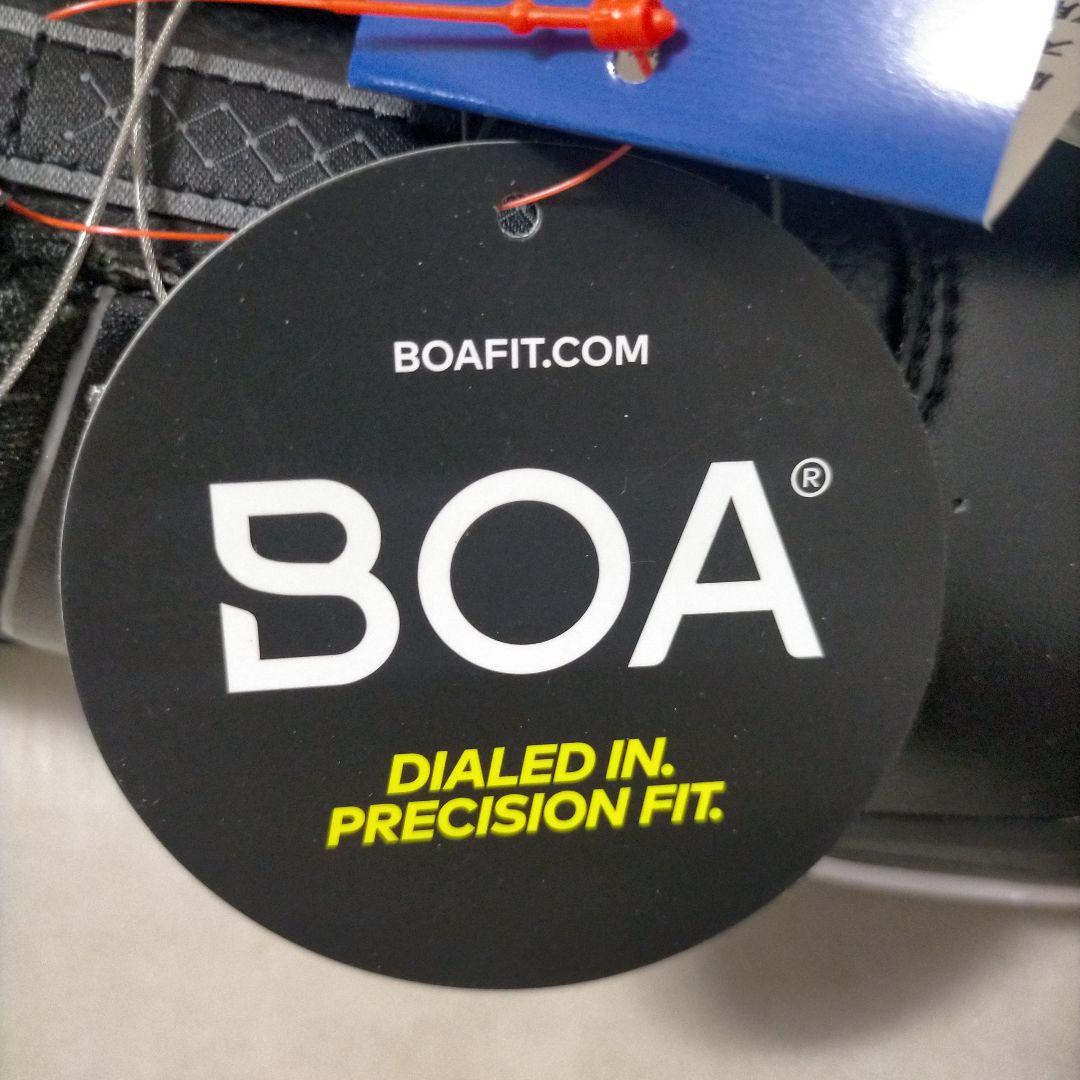 BOAFIT.COM
BOA®
DIALED IN.
PRECISION FIT.